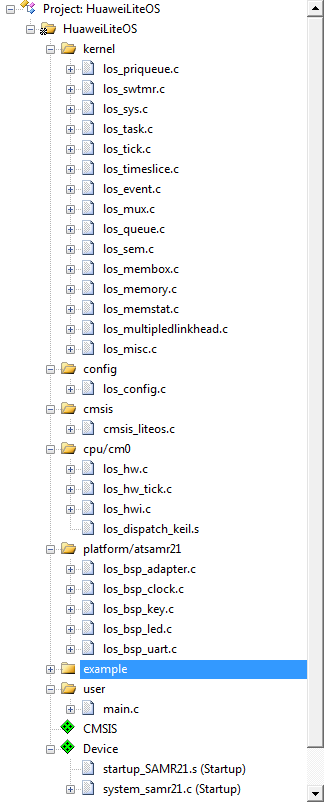 Project: HuaweiLiteOS
HuaweiLiteOS
kernel
los_priqueue.c
los_swtmr.c
los_sys.c
los_task.c
los_tick.c
los_timeslice.c
los_event.c
los_mux.c
los_queue.c
los_sem.c
los_membox.c
los_memory.c
los_memstat.c
los_multipledlinkhead.c
los_misc.c
config
los_config.c
cmsis
cmsis_liteos.c
cpu/cm0
los_hw.c
los_hw_tick.c
los_hwi.c
los_dispatch_keil.s
platform/atsamr21
los_bsp_adapter.c
los_bsp_clock.c
los_bsp_key.c
los_bsp_led.c
los_bsp_uart.c
example
user
main.c
CMSIS
Device
startup_SAMR21.s (Startup)
system_samr21.c (Startup)